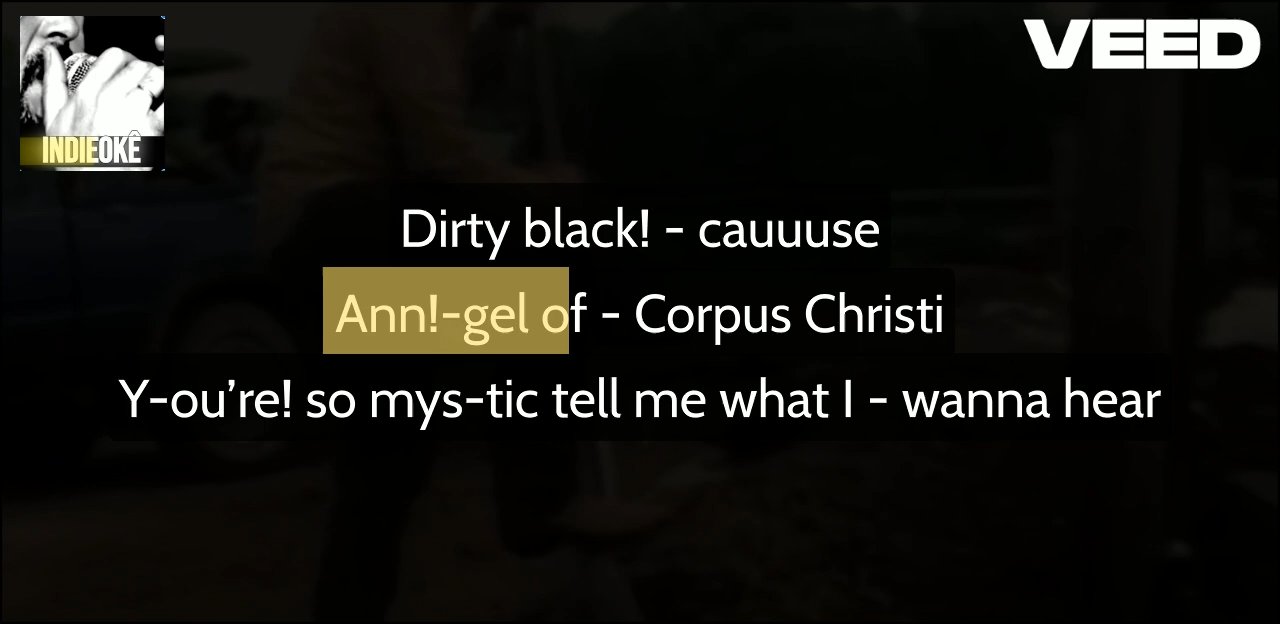 VEED
INDIEOKÊ
Dirty black! - cauuuse
Ann!-gel of - Corpus Christi
Y-ou’re! so mys-tic tell me what I - wanna hear